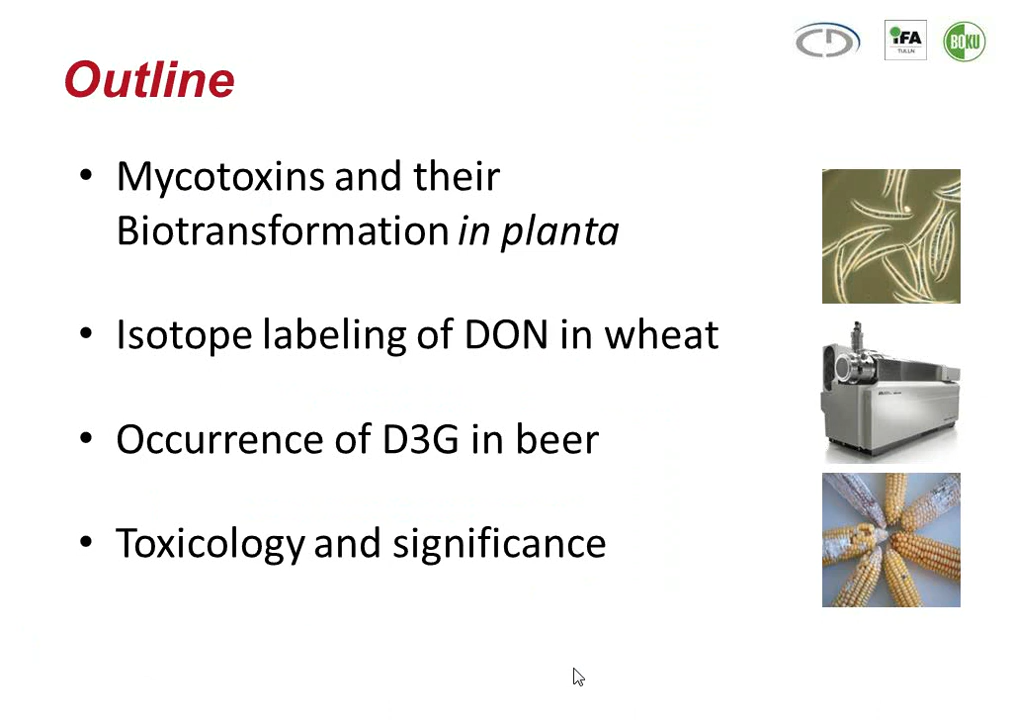 iFA
TULLN
BOKU
Outline
• Mycotoxins and their
Biotransformation in planta
• Isotope labeling of DON in wheat
• Occurrence of D3G in beer
• Toxicology and significance